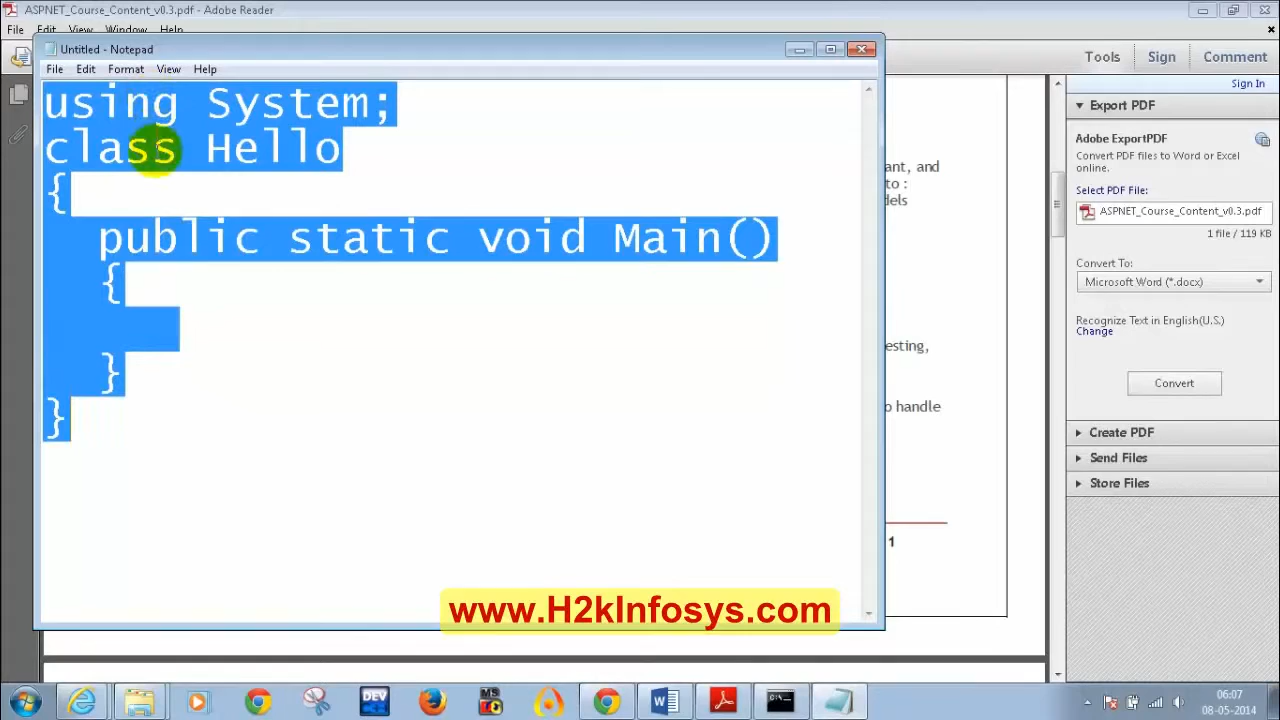 ASPNET_Course_Content_v0.3.pdf - Adobe Reader
File Edit View Window Help
Untitled - Notepad
File Edit Format View Help
using System;
class Hello
{
public static void Main()
{
}
}
ant, and
to :
dels
esting,
o handle
1
Tools Sign Comment
Sign In
Export PDF
Adobe ExportPDF
Convert PDF files to Word or Excel
online.
Select PDF File:
ASPNET_Course_Content_v0.3.pdf
1 file / 119 KB
Convert To:
Microsoft Word (*.docx)
Recognize Text in English(U.S.)
Change
Convert
Create PDF
Send Files
Store Files
www.H2kInfosys.com
DEV
MS
C:\
06:07
08-05-2014